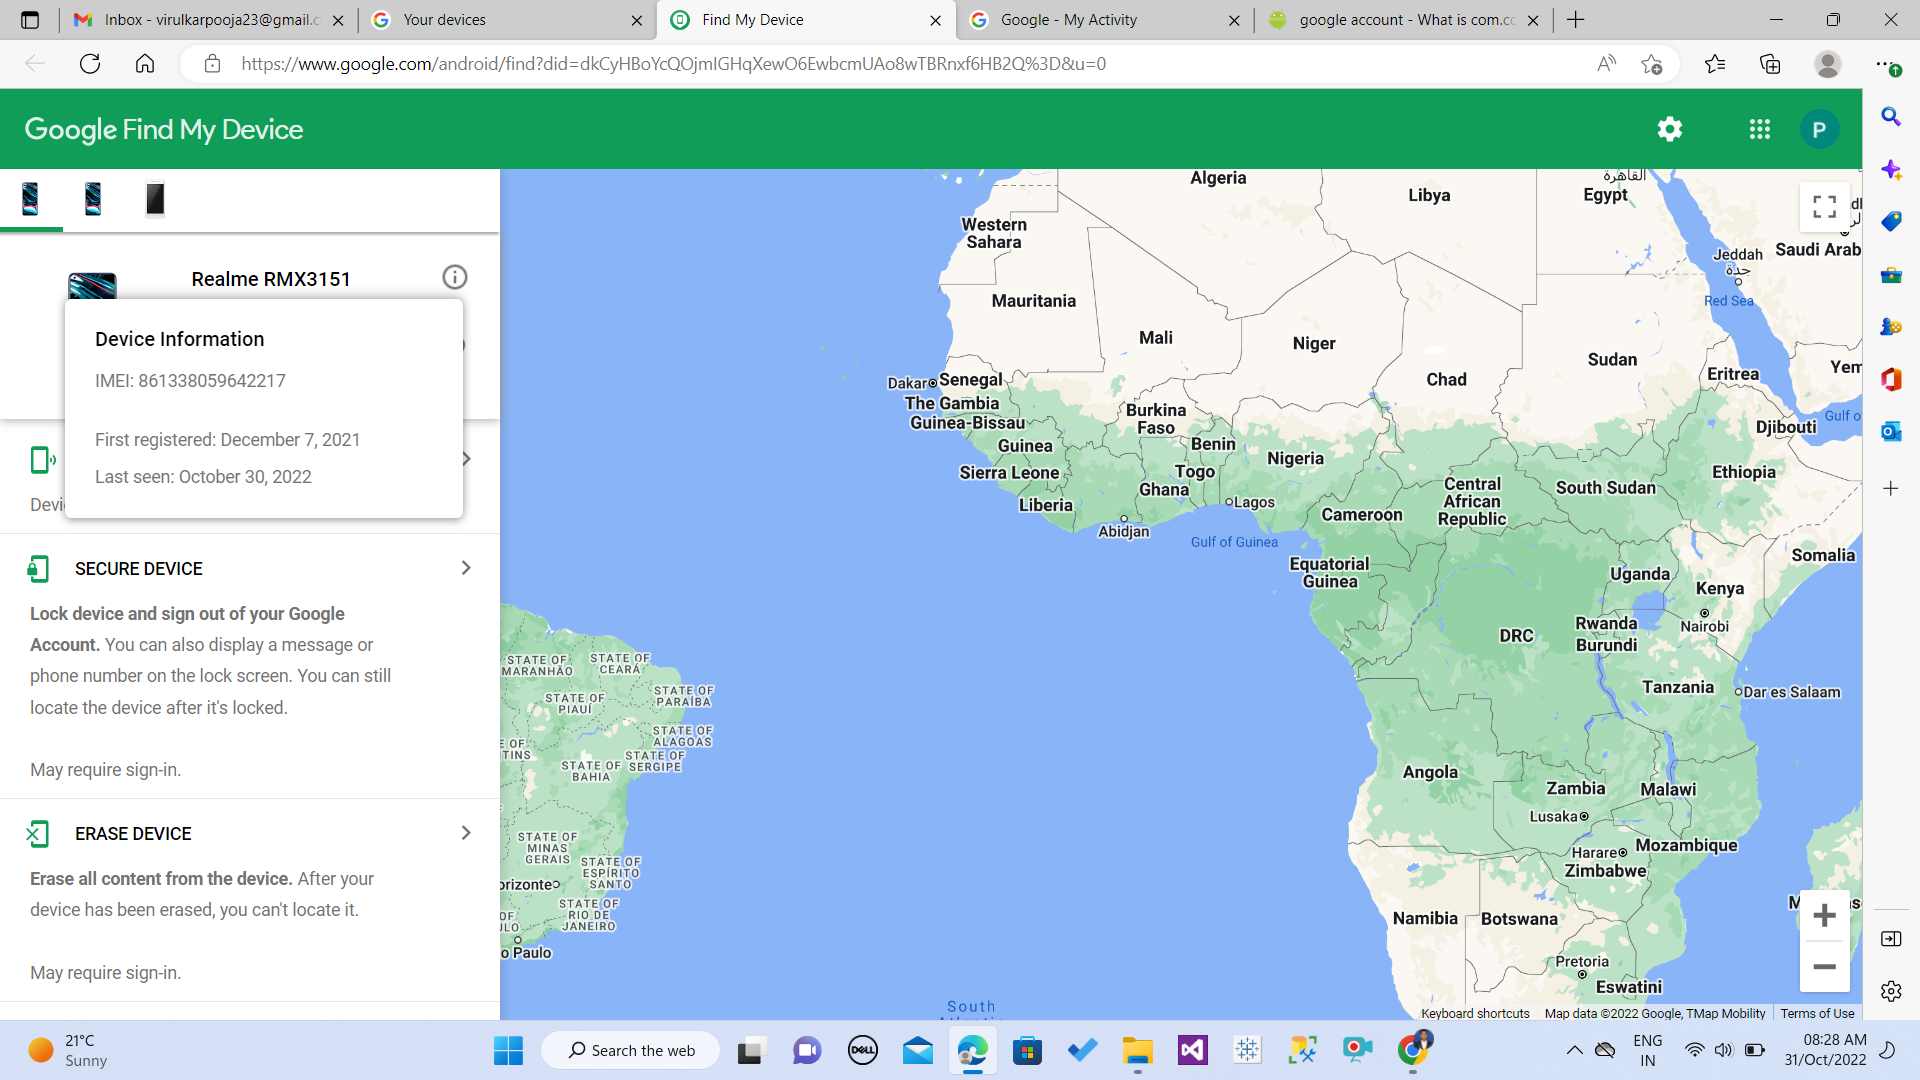 Inbox - virulkarpooja23@gmail.c
Your devices
Find My Device
Google - My Activity
google account - What is com.co
https://www.google.com/android/find?did=dkCyHBoYcQOjmIGHqXewO6EwbcmUAo8wTBRnxf6HB2Q%3D&u=0
Google Find My Device
P
Realme RMX3151
Device Information
IMEI: 861338059642217
First registered: December 7, 2021
Last seen: October 30, 2022
Devi
SECURE DEVICE
Lock device and sign out of your Google
Account. You can also display a message or
phone number on the lock screen. You can still
locate the device after it's locked.
May require sign-in.
ERASE DEVICE
Erase all content from the device. After your
device has been erased, you can't locate it.
May require sign-in.
Algeria
Libya
القاهرة
Egypt
Western
Sahara
Jeddah
جدة
Saudi Arab
Red Sea
Mauritania
Mali
Niger
Chad
Sudan
Eritrea
Yem
Dakar
Senegal
The Gambia
Guinea-Bissau
Burkina
Faso
Gulf o
Djibouti
Guinea
Benin
Nigeria
Sierra Leone
Togo
Ghana
Ethiopia
Central
African
Republic
South Sudan
Liberia
Lagos
Cameroon
Abidjan
Gulf of Guinea
Somalia
Equatorial
Guinea
Uganda
Kenya
Rwanda
Burundi
Nairobi
DRC
STATE OF
MARANHÃO
STATE OF
CEARÁ
STATE OF
PIAUÍ
STATE OF
PARAÍBA
Tanzania
Dar es Salaam
STATE OF
ALAGOAS
E OF
TINS
STATE OF
SERGIPE
STATE OF
BAHIA
Angola
Zambia
Malawi
Lusaka
STATE OF
MINAS
GERAIS
STATE OF
ESPÍRITO
SANTO
Harare
Zimbabwe
Mozambique
orizonte
STATE OF
RIO DE
JANEIRO
OF
ULO
o Paulo
Namibia
Botswana
M
s
Pretoria
Eswatini
South
Keyboard shortcuts
Map data ©2022 Google, TMap Mobility
Terms of Use
21°C
Sunny
Search the web
DELL
ENG
IN
08:28 AM
31/Oct/2022